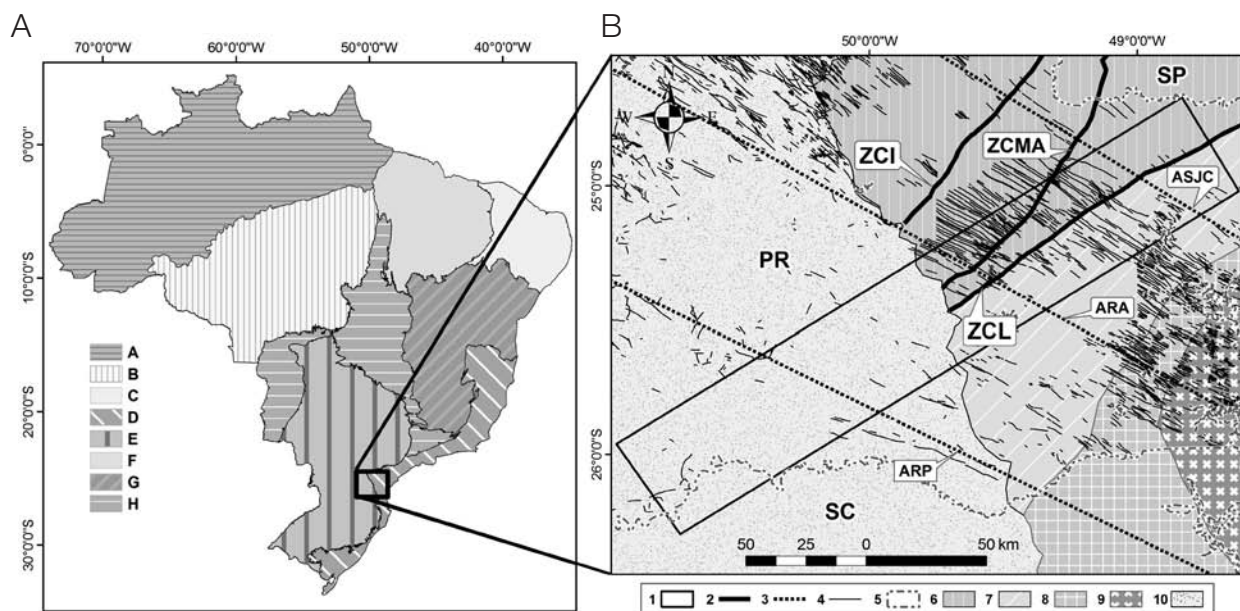 A
70°0'0"W 60°0'0"W 50°0'0"W 40°0'0"W
0°0'0"
10°0'0"S
20°0'0"S
30°0'0"S
A
B
C
D
E
F
G
H
B
50°0'0"W 49°0'0"W
25°0'0"S
26°0'0"S
N
W E
S
SP
ZCI
ZCMA
ASJC
PR
ARA
ZCL
ARP
SC
50 25 0 50 km
1 2 3 4 5 6 7 8 9 10